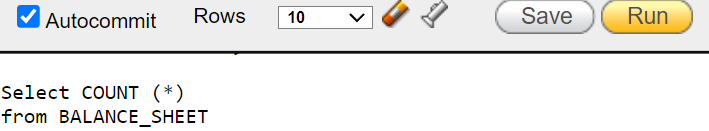 Autocommit Rows 10 Save Run
Select COUNT (*)
from BALANCE_SHEET